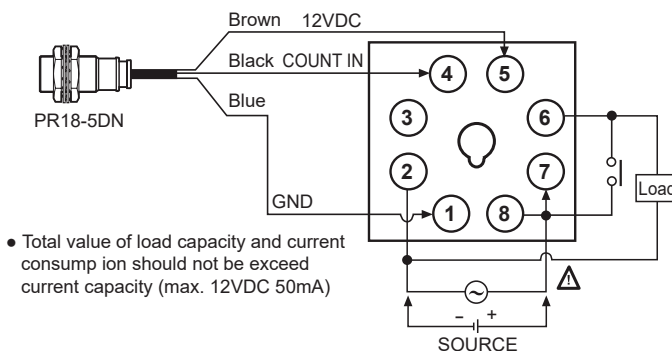 Brown 12VDC
Black COUNT IN
Blue
PR18-5DN
GND
4 5
3 6
2 7
1 8
Load
● Total value of load capacity and current
consump ion should not be exceed
current capacity (max. 12VDC 50mA)
!
− +
SOURCE